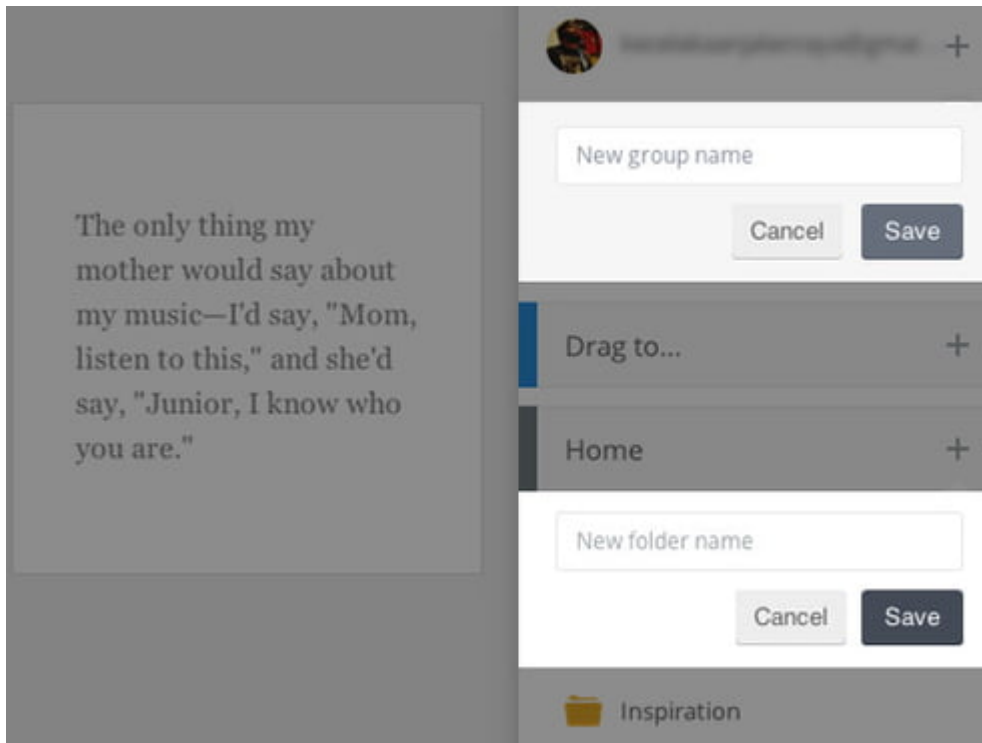 The only thing my
mother would say about
my music—I'd say, "Mom,
listen to this," and she'd
say, "Junior, I know who
you are."
New group name
Cancel Save
Drag to...
Home
New folder name
Cancel Save
Inspiration